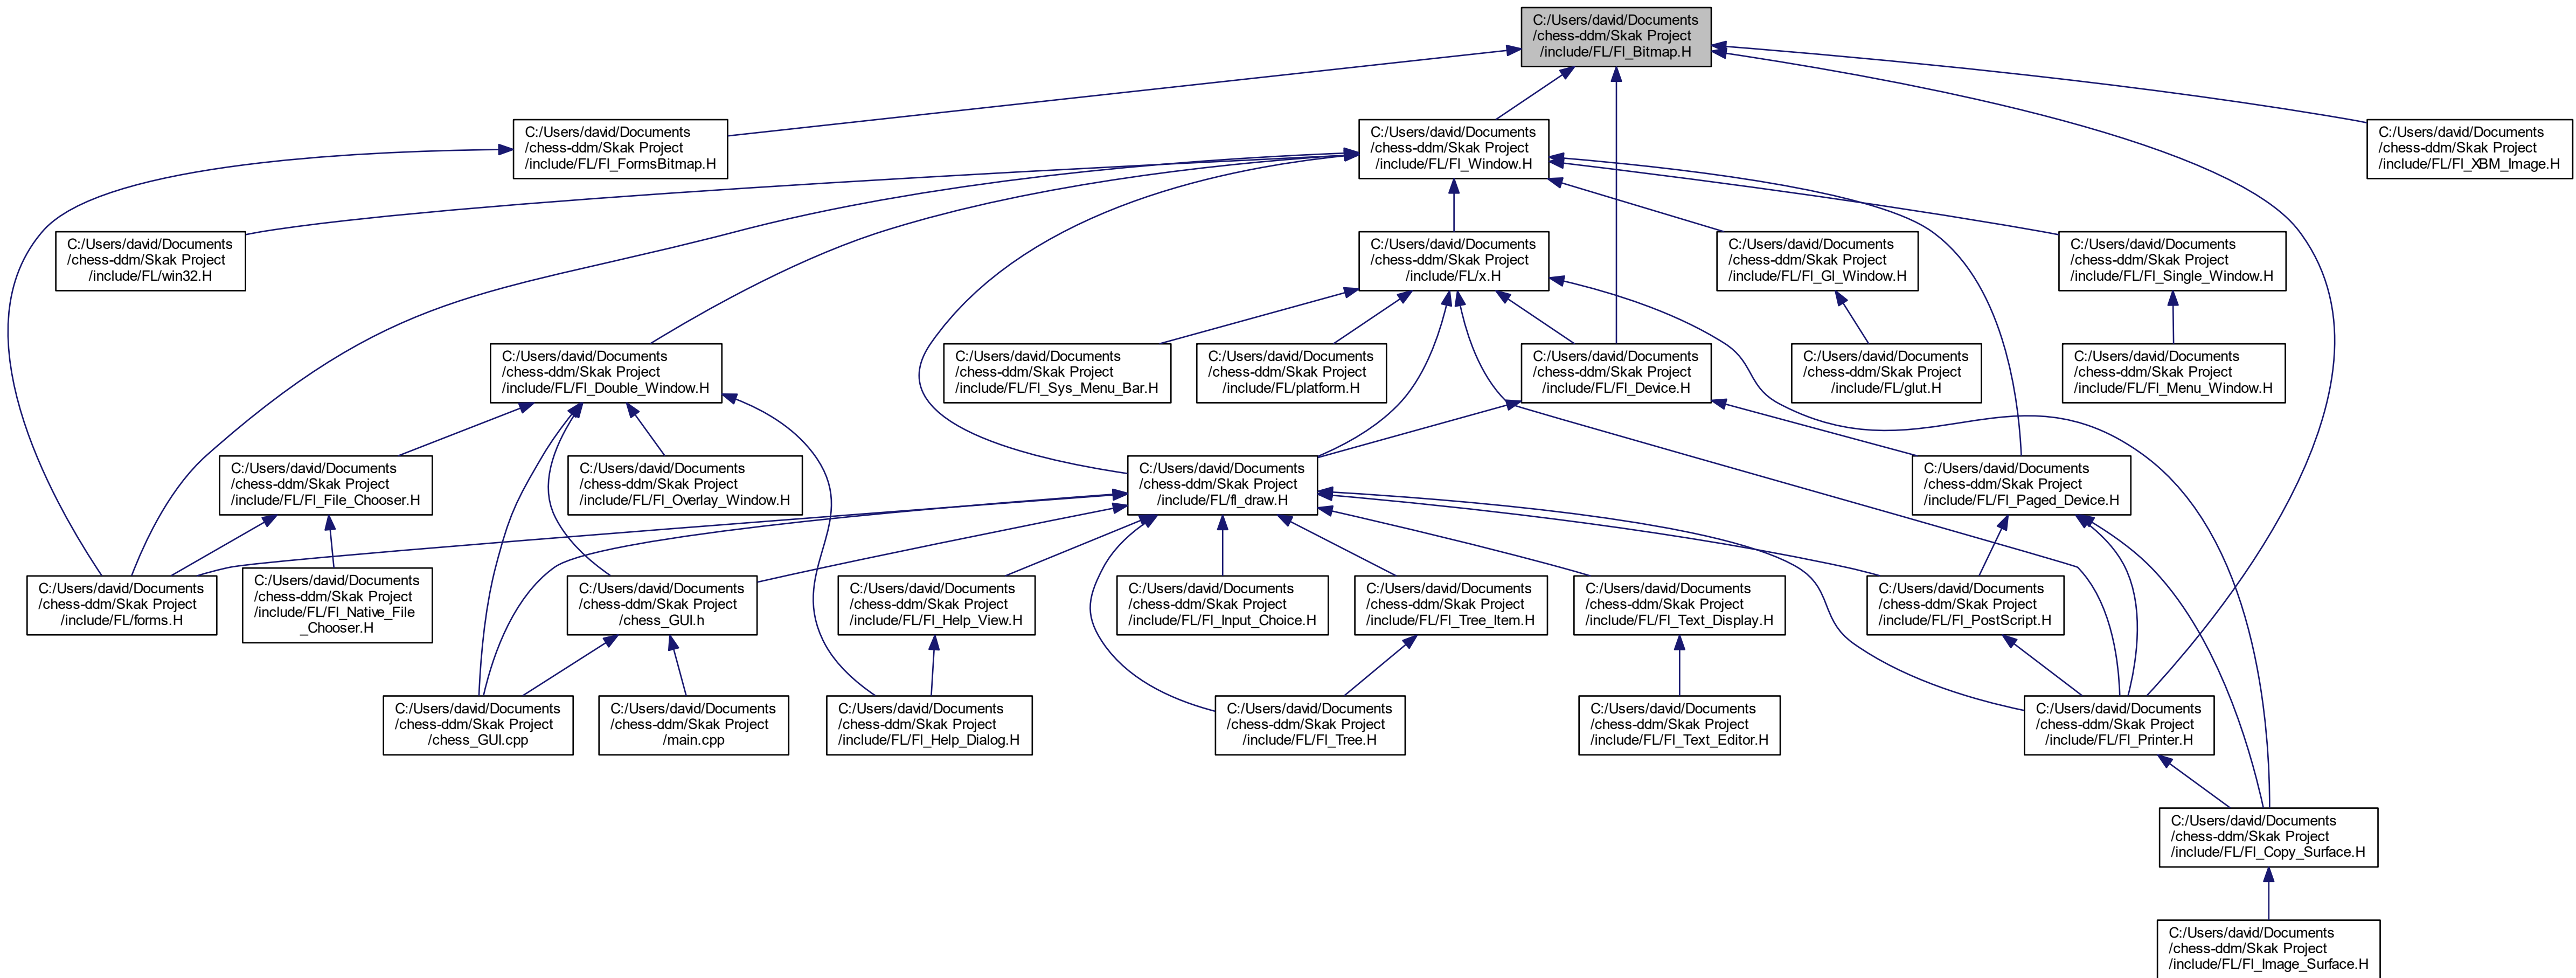 C:/Users/david/Documents
/chess-ddm/Skak Project
/include/FL/Fl_Bitmap.H
C:/Users/david/Documents
/chess-ddm/Skak Project
/include/FL/Fl_FormsBitmap.H
C:/Users/david/Documents
/chess-ddm/Skak Project
/include/FL/Fl_Window.H
C:/Users/david/Documents
/chess-ddm/Skak Project
/include/FL/Fl_XBM_Image.H
C:/Users/david/Documents
/chess-ddm/Skak Project
/include/FL/win32.H
C:/Users/david/Documents
/chess-ddm/Skak Project
/include/FL/x.H
C:/Users/david/Documents
/chess-ddm/Skak Project
/include/FL/Fl_Gl_Window.H
C:/Users/david/Documents
/chess-ddm/Skak Project
/include/FL/Fl_Single_Window.H
C:/Users/david/Documents
/chess-ddm/Skak Project
/include/FL/Fl_Double_Window.H
C:/Users/david/Documents
/chess-ddm/Skak Project
/include/FL/Fl_Sys_Menu_Bar.H
C:/Users/david/Documents
/chess-ddm/Skak Project
/include/FL/platform.H
C:/Users/david/Documents
/chess-ddm/Skak Project
/include/FL/Fl_Device.H
C:/Users/david/Documents
/chess-ddm/Skak Project
/include/FL/glut.H
C:/Users/david/Documents
/chess-ddm/Skak Project
/include/FL/Fl_Menu_Window.H
C:/Users/david/Documents
/chess-ddm/Skak Project
/include/FL/Fl_File_Chooser.H
C:/Users/david/Documents
/chess-ddm/Skak Project
/include/FL/Fl_Overlay_Window.H
C:/Users/david/Documents
/chess-ddm/Skak Project
/include/FL/fl_draw.H
C:/Users/david/Documents
/chess-ddm/Skak Project
/include/FL/Fl_Paged_Device.H
C:/Users/david/Documents
/chess-ddm/Skak Project
/include/FL/forms.H
C:/Users/david/Documents
/chess-ddm/Skak Project
/include/FL/Fl_Native_File
_Chooser.H
C:/Users/david/Documents
/chess-ddm/Skak Project
/chess_GUI.h
C:/Users/david/Documents
/chess-ddm/Skak Project
/include/FL/Fl_Help_View.H
C:/Users/david/Documents
/chess-ddm/Skak Project
/include/FL/Fl_Input_Choice.H
C:/Users/david/Documents
/chess-ddm/Skak Project
/include/FL/Fl_Tree_Item.H
C:/Users/david/Documents
/chess-ddm/Skak Project
/include/FL/Fl_Text_Display.H
C:/Users/david/Documents
/chess-ddm/Skak Project
/include/FL/Fl_PostScript.H
C:/Users/david/Documents
/chess-ddm/Skak Project
/chess_GUI.cpp
C:/Users/david/Documents
/chess-ddm/Skak Project
/main.cpp
C:/Users/david/Documents
/chess-ddm/Skak Project
/include/FL/Fl_Help_Dialog.H
C:/Users/david/Documents
/chess-ddm/Skak Project
/include/FL/Fl_Tree.H
C:/Users/david/Documents
/chess-ddm/Skak Project
/include/FL/Fl_Text_Editor.H
C:/Users/david/Documents
/chess-ddm/Skak Project
/include/FL/Fl_Printer.H
C:/Users/david/Documents
/chess-ddm/Skak Project
/include/FL/Fl_Copy_Surface.H
C:/Users/david/Documents
/chess-ddm/Skak Project
/include/FL/Fl_Image_Surface.H